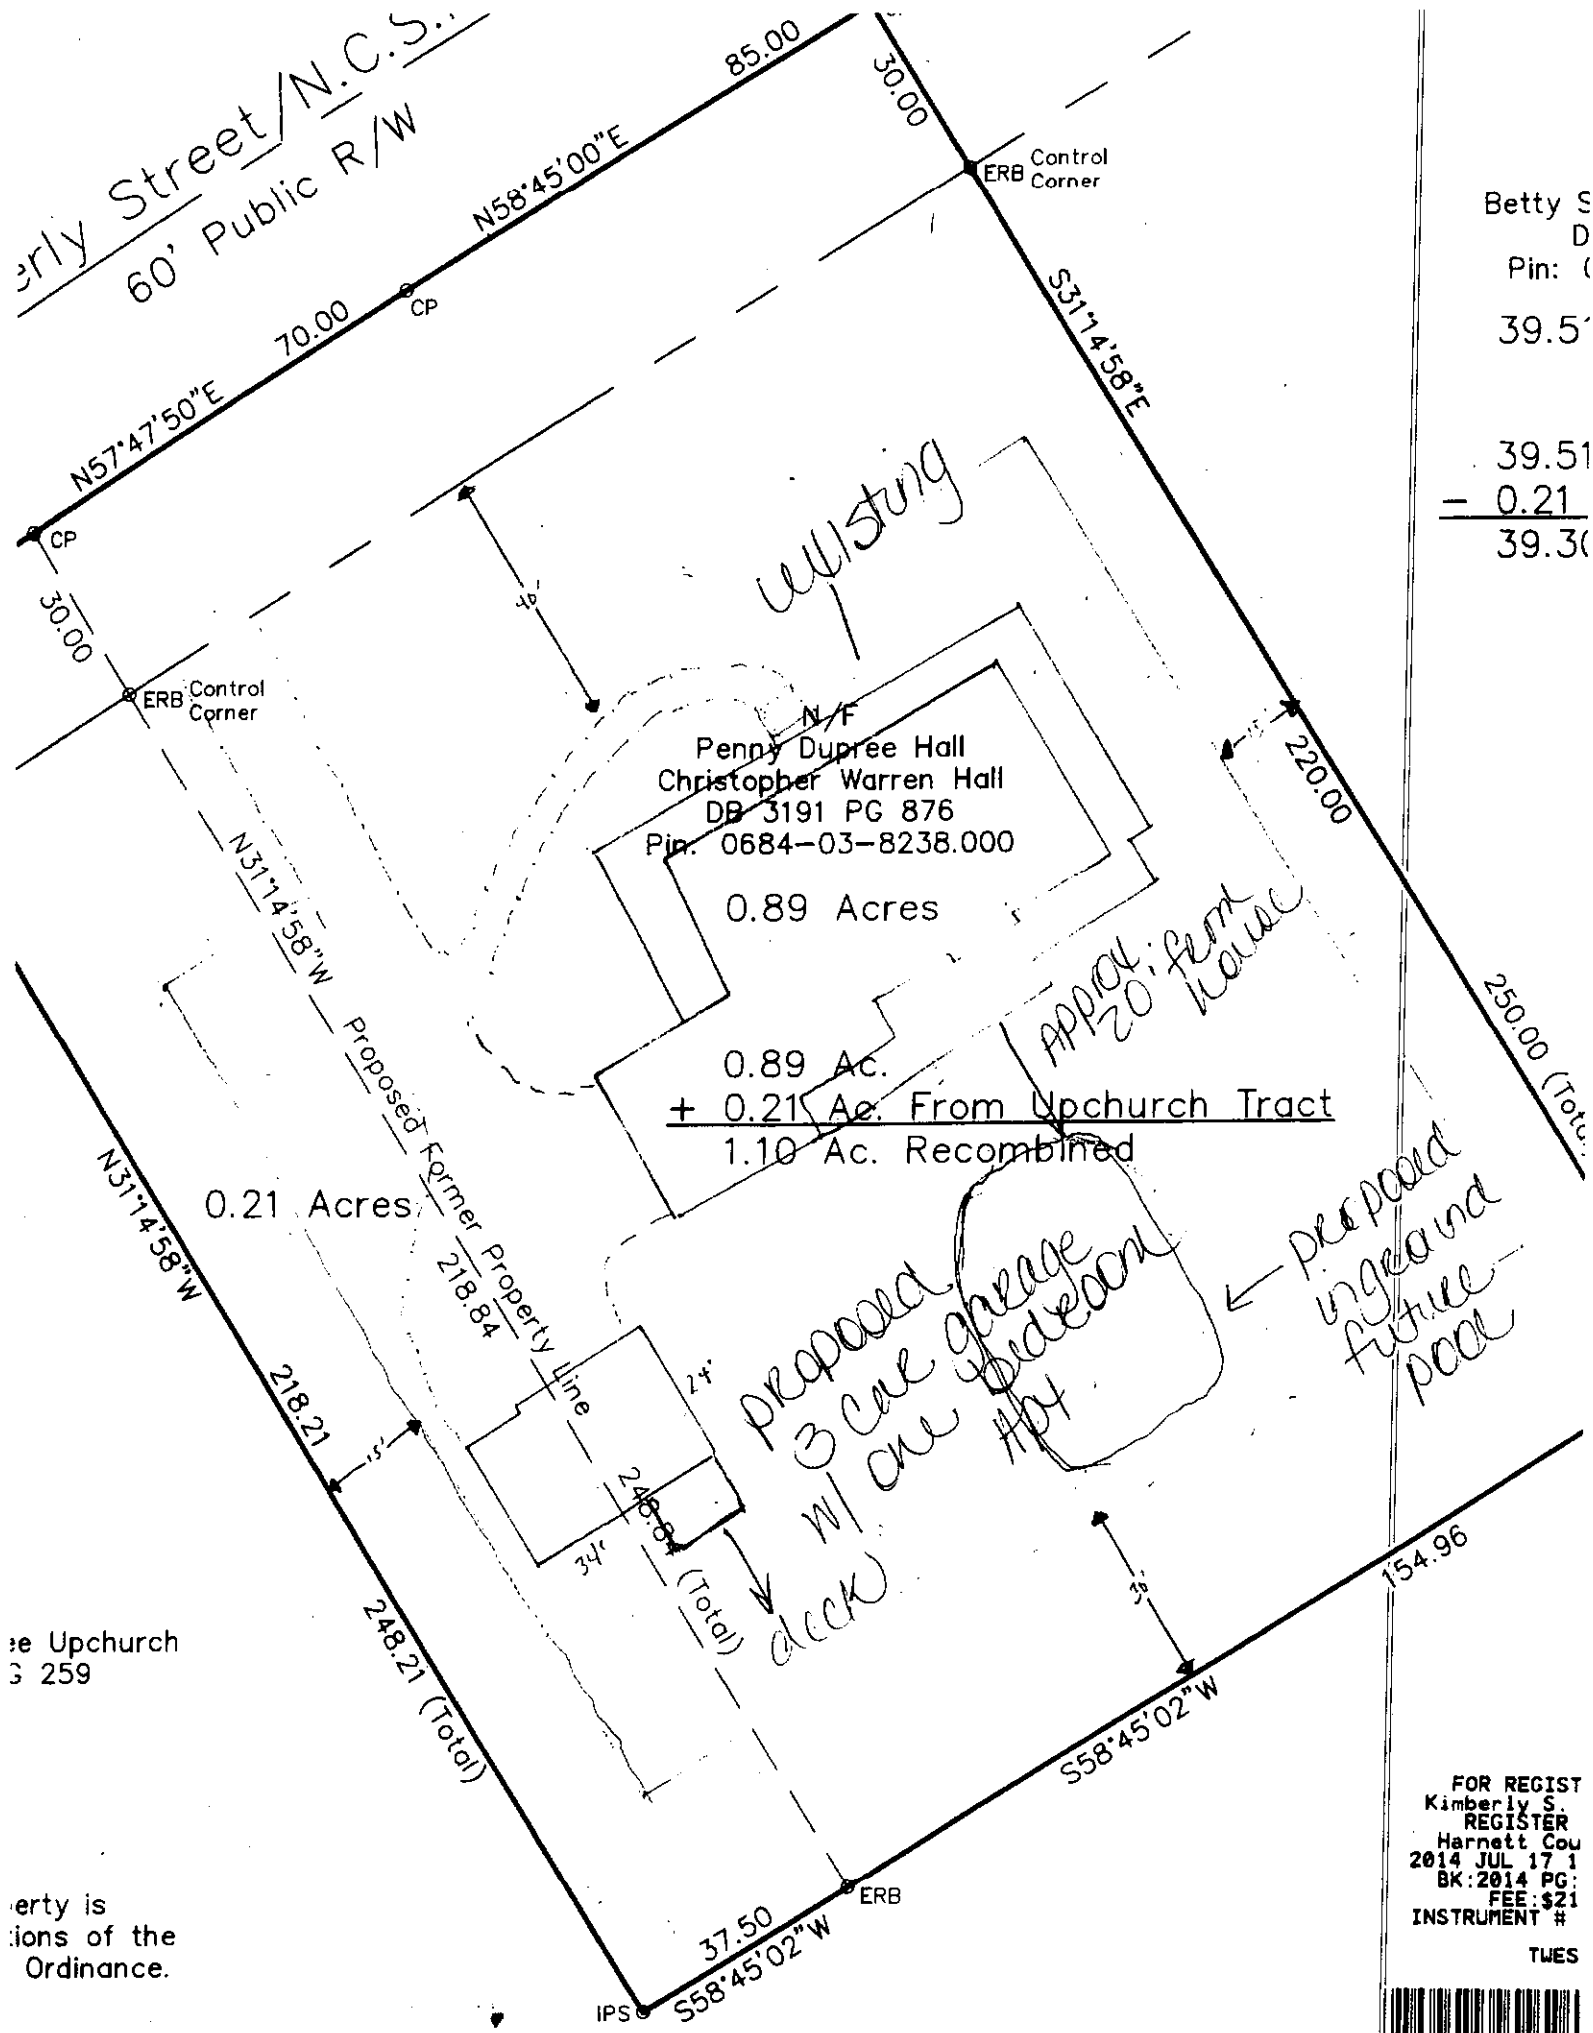 erly Street/N.C.S.
60' Public R/W
85.00
30.00
N58°45'00"E
ERB Control
Corner
CP
70.00
N57°47'50"E
CP
30.00
ERB Control
Corner
S31°14'58"E
Betty S
D
Pin: 0
39.51
39.51
- 0.21
39.30
existing
40'
N/F
Penny Dupree Hall
Christopher Warren Hall
DB 3191 PG 876
Pin: 0684-03-8238.000
0.89 Acres
15'
220.00
250.00 (Total
N31°14'58"W
Proposed Former Property Line
218.84
248.84 (Total)
0.89 Ac.
+ 0.21 Ac. From Upchurch Tract
1.10 Ac. Recombined
Approx.
20' from
house
0.21 Acres
N31°14'58"W
218.21
15'
248.21 (Total)
24'
34'
proposed
3 car garage
w/ one bedroom
Apt
deck
proposed
inground
future
pool
30'
154.96
S58°45'02"W
ee Upchurch
G 259
erty is
tions of the
Ordinance.
ERB
37.50
S58°45'02"W
IPS
FOR REGIST
Kimberly S.
REGISTER
Harnett Cou
2014 JUL 17 1
BK:2014 PG:
FEE:$21
INSTRUMENT #
TWES